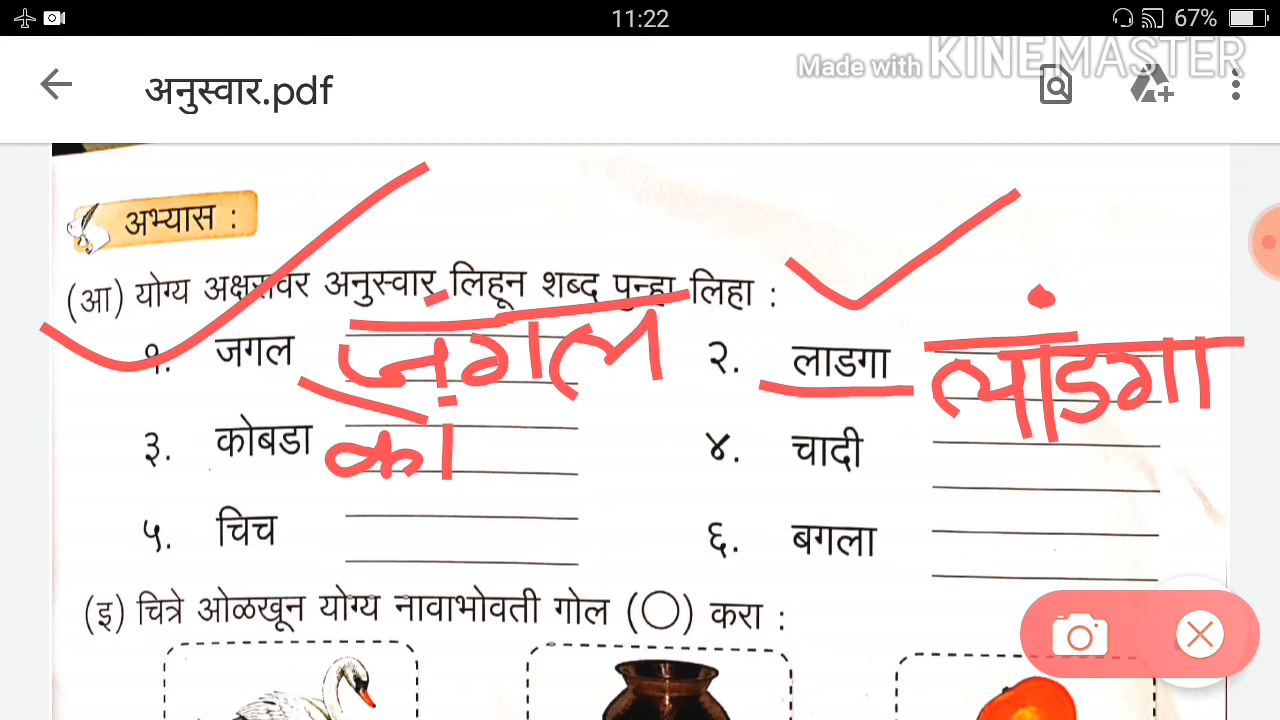 11:22
67%
Made with KINEMASTER
अनुस्वार.pdf
अभ्यास :
(आ) योग्य अक्षरावर अनुस्वार लिहून शब्द पुन्हा लिहा :
१. जगल जंगल २. लाडगा लांडगा
३. कोबडा का ४. चादी
५. चिच ६. बगला
(इ) चित्रे ओळखून योग्य नावाभोवती गोल (○) करा :